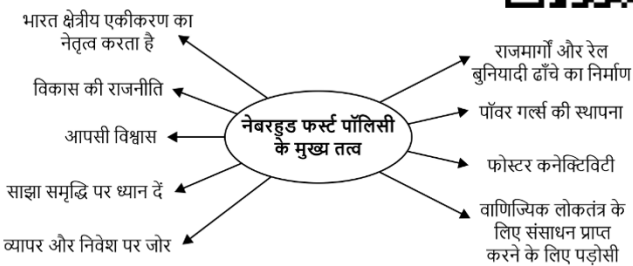 भारत क्षेत्रीय एकीकरण का
नेतृत्व करता है
विकास की राजनीति
आपसी विश्वास
साझा समृद्धि पर ध्यान दें
व्यापर और निवेश पर जोर
नेबरहुड फर्स्ट पॉलिसी
के मुख्य तत्व
राजमार्गों और रेल
बुनियादी ढाँचे का निर्माण
पॉवर गर्ल्स की स्थापना
फोस्टर कनेक्टिविटी
वाणिज्यिक लोकतंत्र के
लिए संसाधन प्राप्त
करने के लिए पड़ोसी